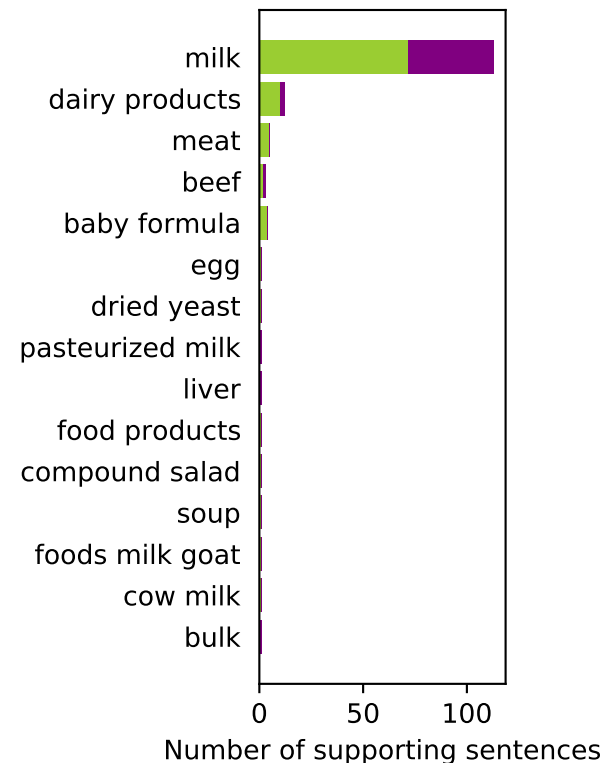 milk
dairy products
meat
beef
baby formula
egg
dried yeast
pasteurized milk
liver
food products
compound salad
soup
foods milk goat
cow milk
bulk
0 50 100
Number of supporting sentences